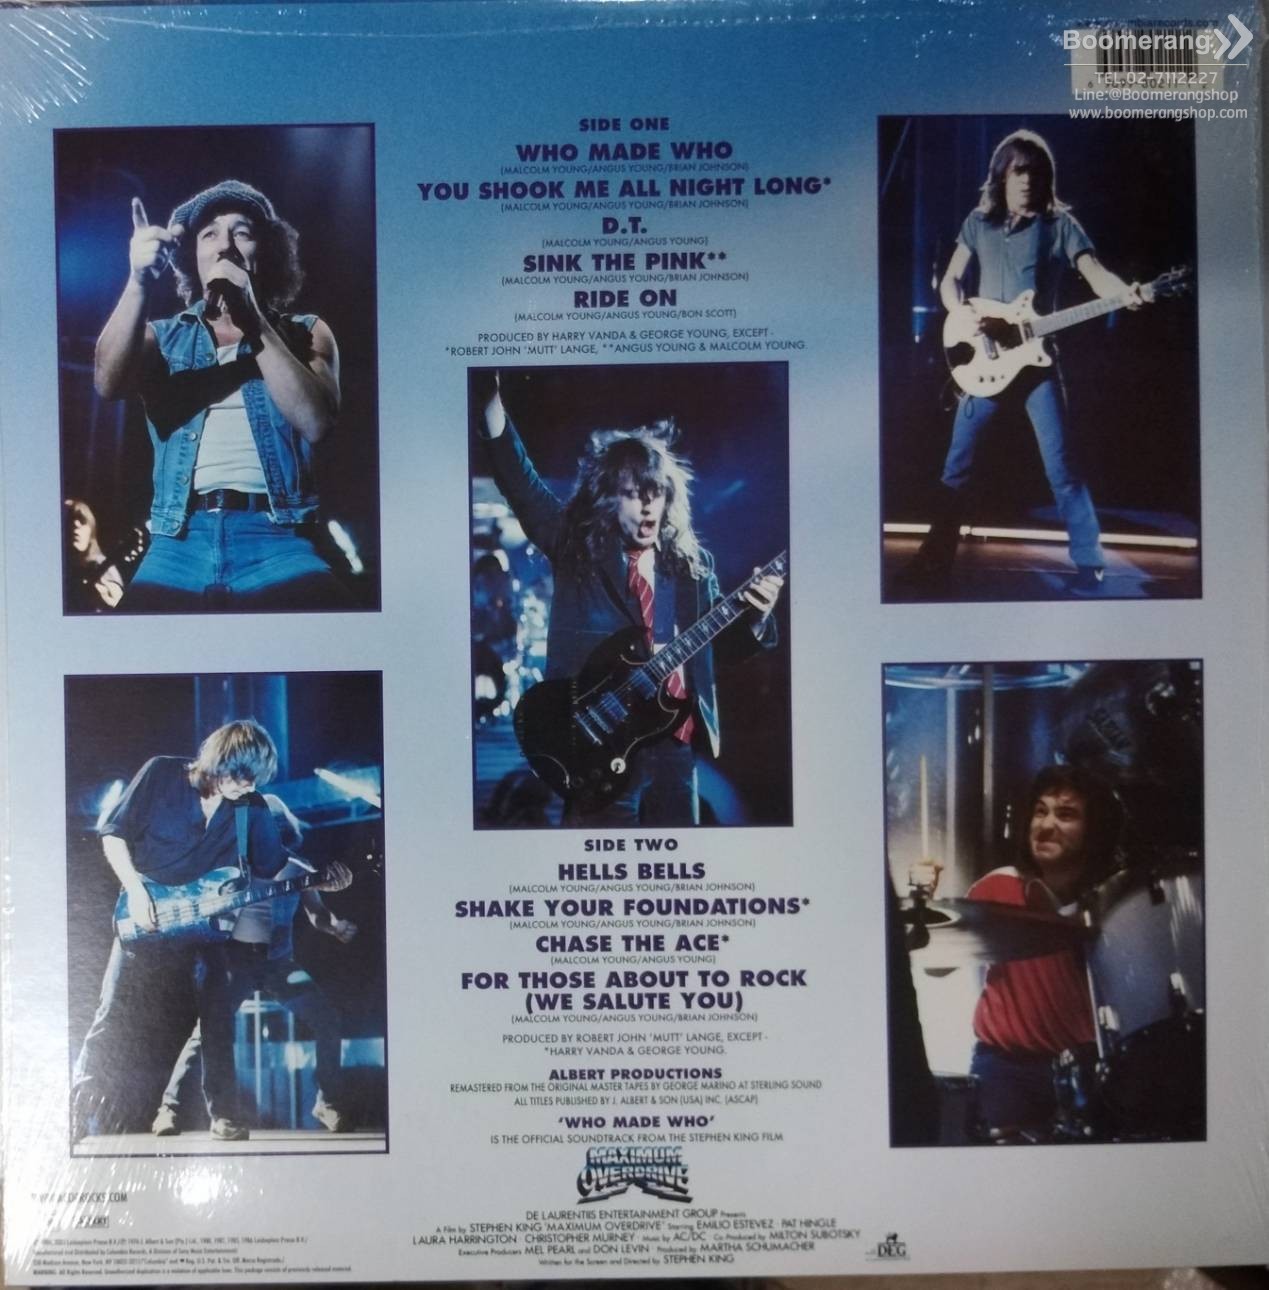 Boomerang
TEL.02-7112227
Line:@Boomerangshop
www.boomerangshop.com
SIDE ONE
WHO MADE WHO
(MALCOLM YOUNG/ANGUS YOUNG/BRIAN JOHNSON)
YOU SHOOK ME ALL NIGHT LONG*
(MALCOLM YOUNG/ANGUS YOUNG/BRIAN JOHNSON)
D.T.
(MALCOLM YOUNG/ANGUS YOUNG)
SINK THE PINK**
(MALCOLM YOUNG/ANGUS YOUNG/BRIAN JOHNSON)
RIDE ON
(MALCOLM YOUNG/ANGUS YOUNG/BON SCOTT)
PRODUCED BY HARRY VANDA & GEORGE YOUNG, EXCEPT -
*ROBERT JOHN 'MUTT' LANGE, **ANGUS YOUNG & MALCOLM YOUNG.
SIDE TWO
HELLS BELLS
(MALCOLM YOUNG/ANGUS YOUNG/BRIAN JOHNSON)
SHAKE YOUR FOUNDATIONS*
(MALCOLM YOUNG/ANGUS YOUNG/BRIAN JOHNSON)
CHASE THE ACE*
(MALCOLM YOUNG/ANGUS YOUNG)
FOR THOSE ABOUT TO ROCK
(WE SALUTE YOU)
(MALCOLM YOUNG/ANGUS YOUNG/BRIAN JOHNSON)
PRODUCED BY ROBERT JOHN 'MUTT' LANGE, EXCEPT -
*HARRY VANDA & GEORGE YOUNG.
ALBERT PRODUCTIONS
REMASTERED FROM THE ORIGINAL MASTER TAPES BY GEORGE MARINO AT STERLING SOUND
ALL TITLES PUBLISHED BY J. ALBERT & SON (USA) INC. (ASCAP)
'WHO MADE WHO'
IS THE OFFICIAL SOUNDTRACK FROM THE STEPHEN KING FILM
MAXIMUM
OVERDRIVE
DE LAURENTIIS ENTERTAINMENT GROUP Presents
A Film by STEPHEN KING 'MAXIMUM OVERDRIVE' Starring EMILIO ESTEVEZ · PAT HINGLE
LAURA HARRINGTON · CHRISTOPHER MURNEY · Music by AC/DC · Co-Produced by MILTON SUBOTSKY
Executive Producers MEL PEARL and DON LEVIN · Produced by MARTHA SCHUMACHER
Written for the Screen and Directed by STEPHEN KING
DEG